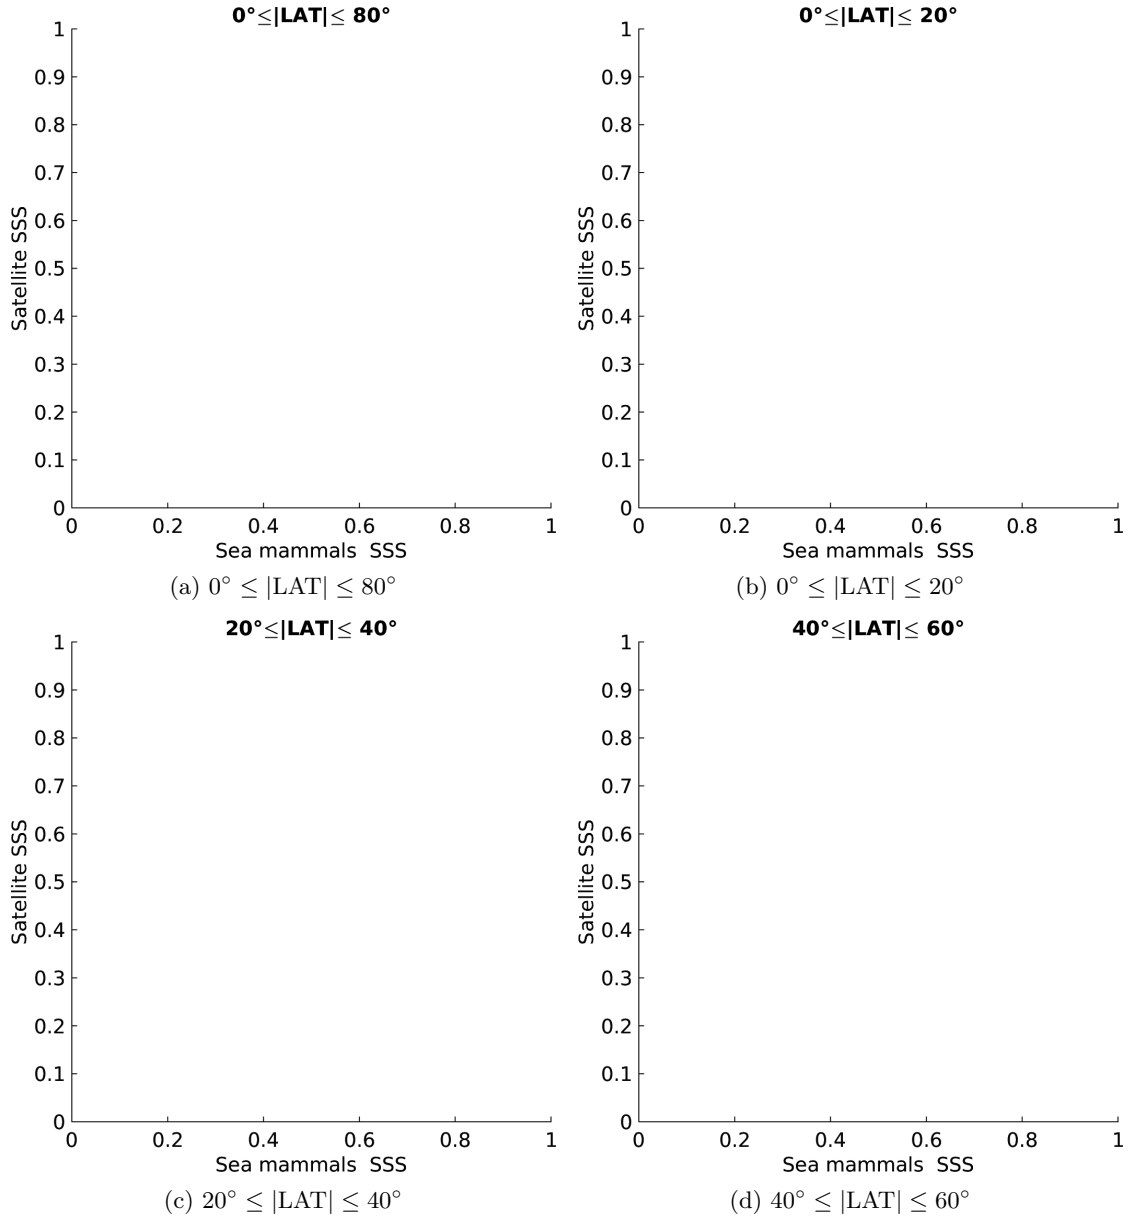 0°≤|LAT|≤ 80°
1
0.9
0.8
0.7
0.6
0.5
0.4
0.3
0.2
0.1
0
Satellite SSS
0 0.2 0.4 0.6 0.8 1
Sea mammals  SSS
(a) 0° ≤ |LAT| ≤ 80°
0°≤|LAT|≤ 20°
1
0.9
0.8
0.7
0.6
0.5
0.4
0.3
0.2
0.1
0
Satellite SSS
0 0.2 0.4 0.6 0.8 1
Sea mammals  SSS
(b) 0° ≤ |LAT| ≤ 20°
20°≤|LAT|≤ 40°
1
0.9
0.8
0.7
0.6
0.5
0.4
0.3
0.2
0.1
0
Satellite SSS
0 0.2 0.4 0.6 0.8 1
Sea mammals  SSS
(c) 20° ≤ |LAT| ≤ 40°
40°≤|LAT|≤ 60°
1
0.9
0.8
0.7
0.6
0.5
0.4
0.3
0.2
0.1
0
Satellite SSS
0 0.2 0.4 0.6 0.8 1
Sea mammals  SSS
(d) 40° ≤ |LAT| ≤ 60°